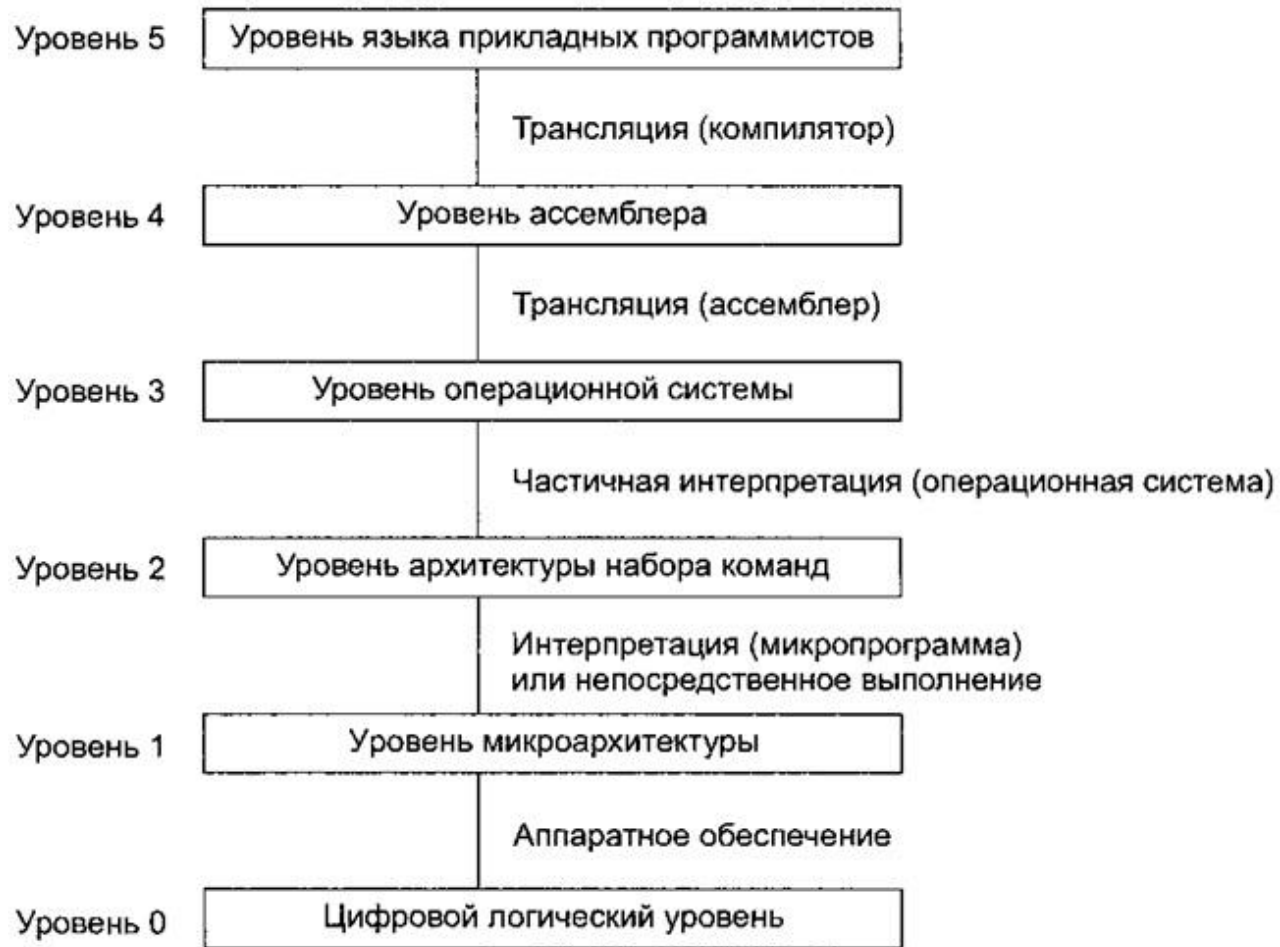 Уровень 5 Уровень языка прикладных программистов
Трансляция (компилятор)
Уровень 4 Уровень ассемблера
Трансляция (ассемблер)
Уровень 3 Уровень операционной системы
Частичная интерпретация (операционная система)
Уровень 2 Уровень архитектуры набора команд
Интерпретация (микропрограмма)
или непосредственное выполнение
Уровень 1 Уровень микроархитектуры
Аппаратное обеспечение
Уровень 0 Цифровой логический уровень